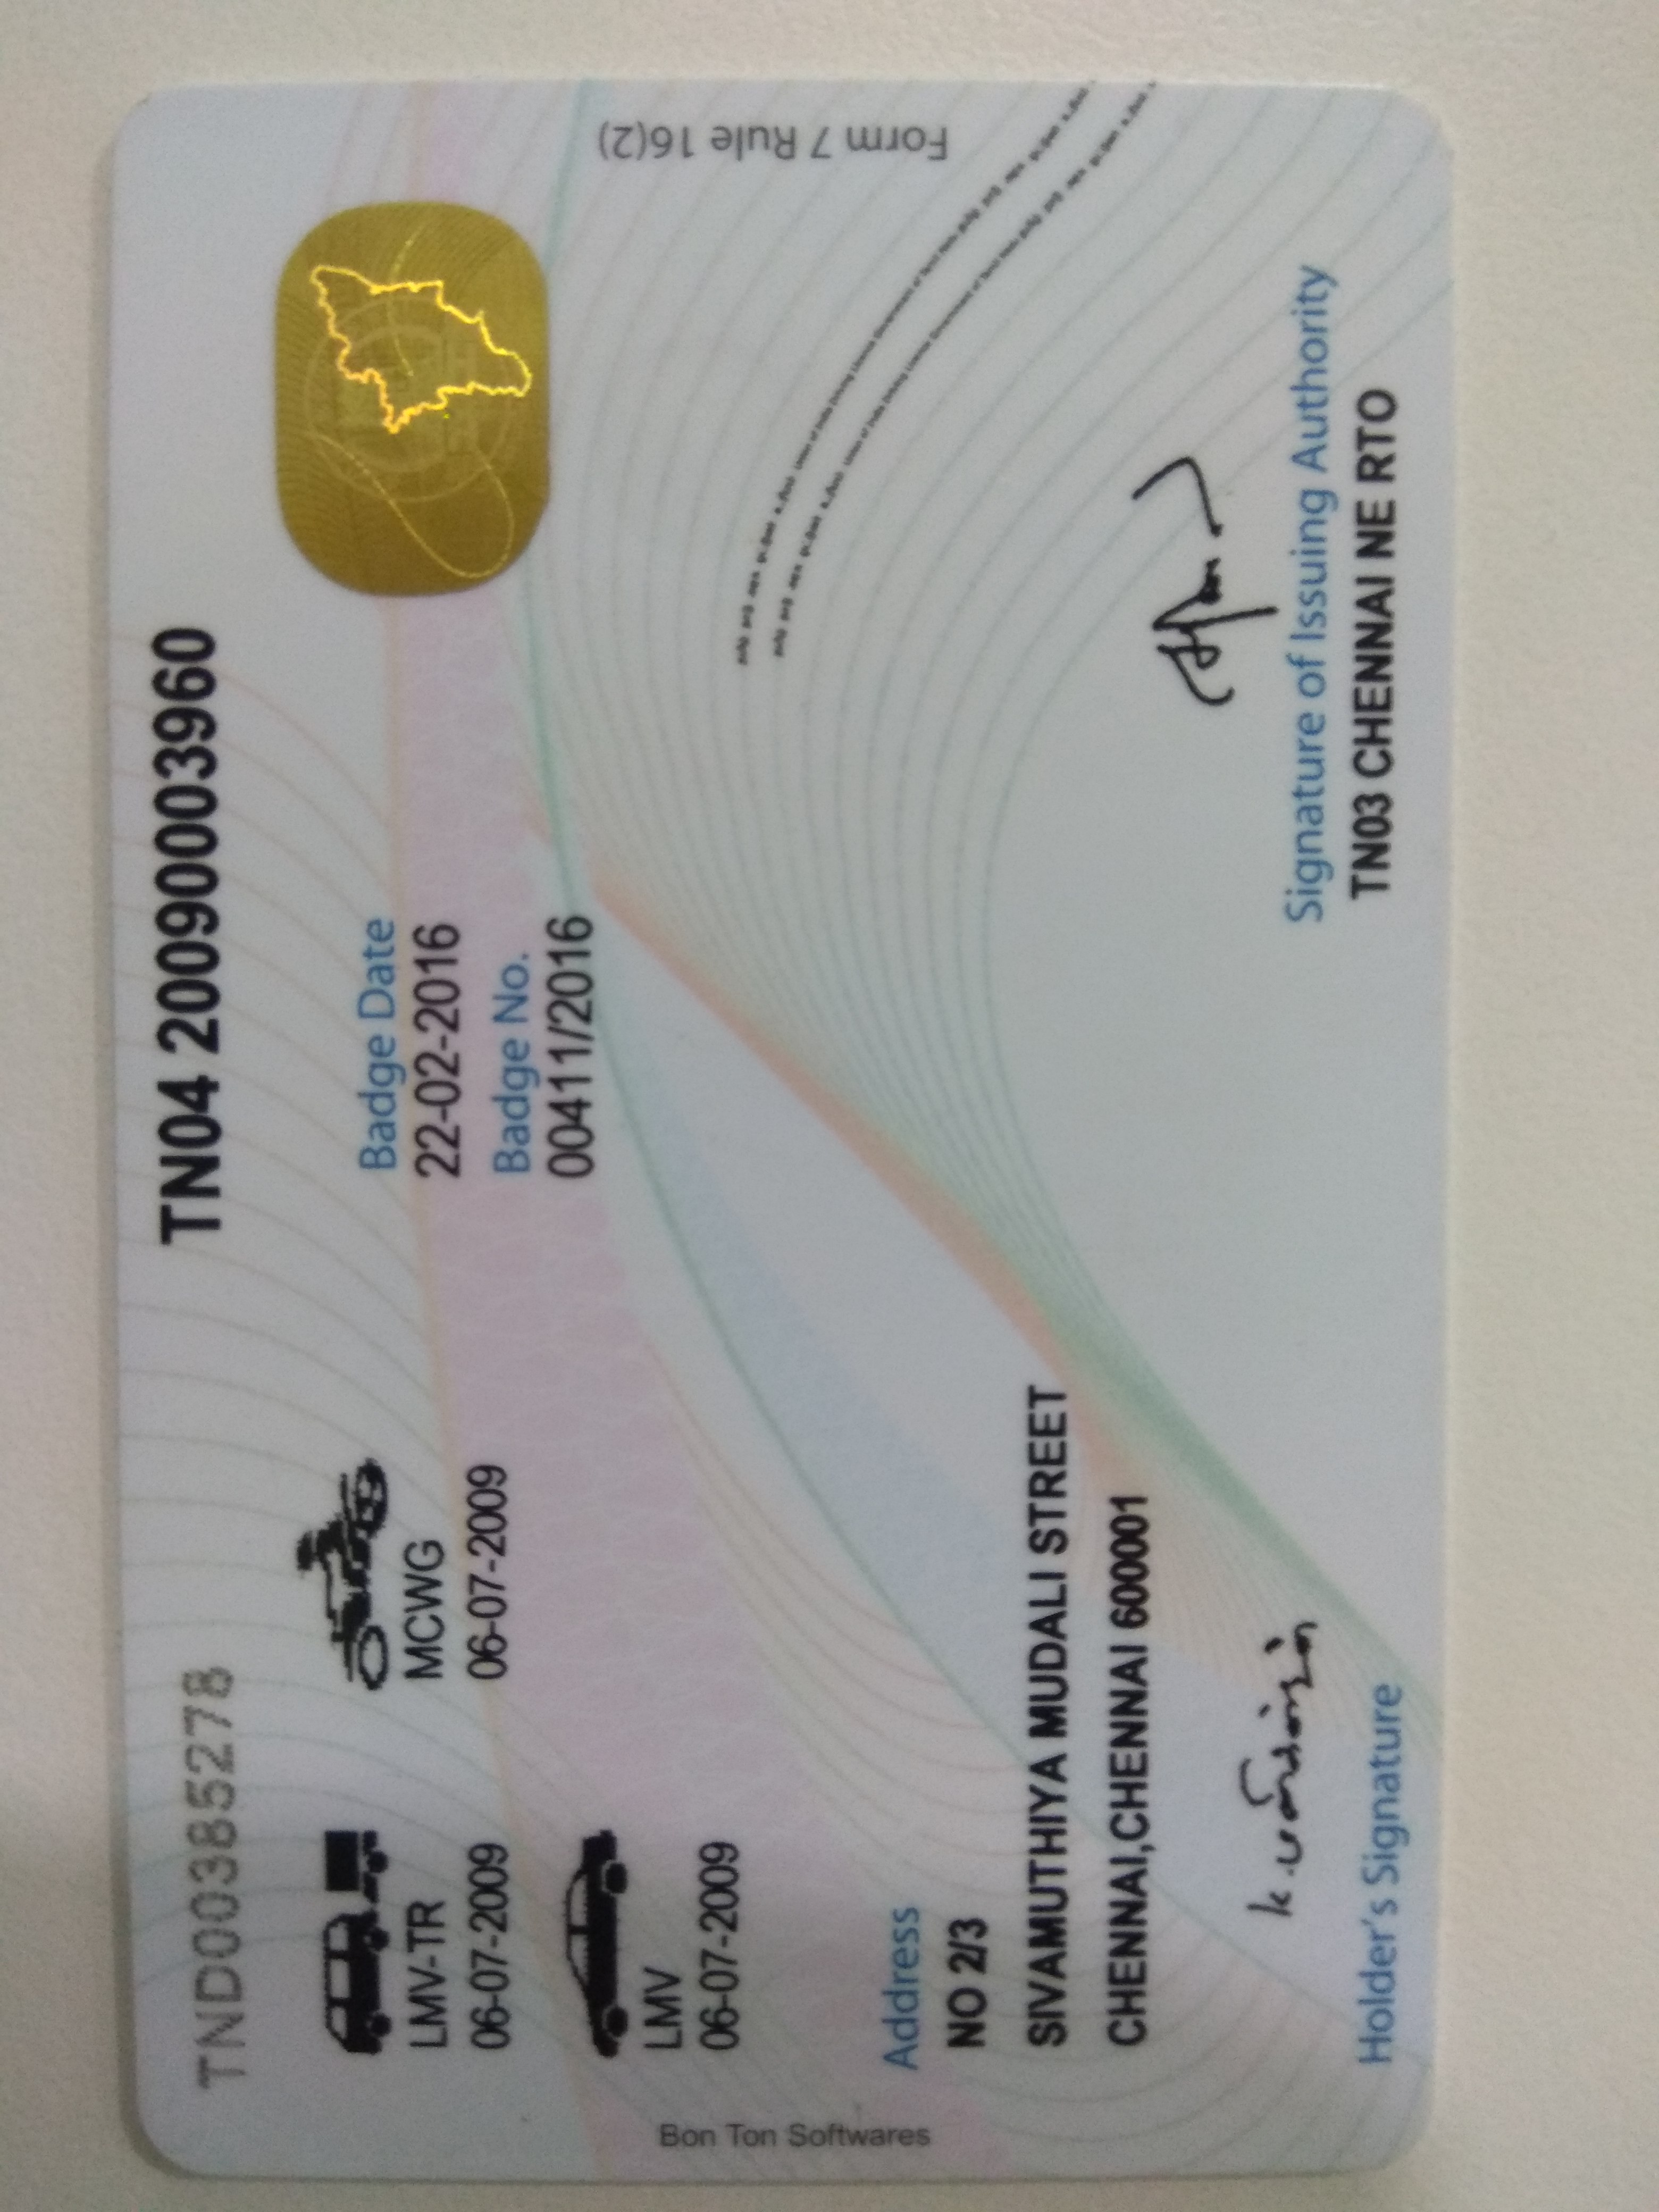 TND00385278
TN04 20090003960
LMV-TR
06-07-2009
MCWG
06-07-2009
Badge Date
22-02-2016
Badge No.
00411/2016
LMV
06-07-2009
Address
NO 2/3
SIVAMUTHIYA MUDALI STREET
CHENNAI,CHENNAI 600001
Holder's Signature
Signature of Issuing Authority
TN03 CHENNAI NE RTO
Bon Ton Softwares
Form 7 Rule 16(2)